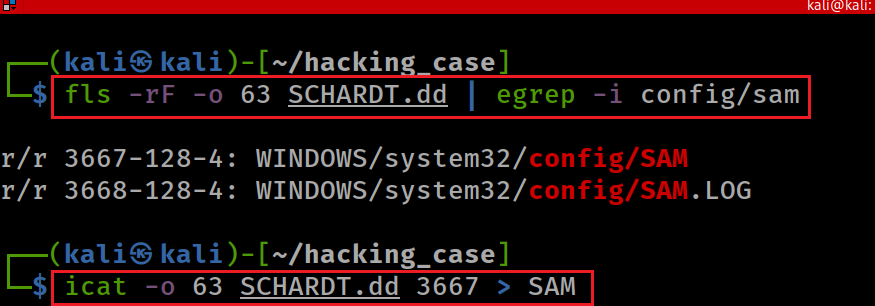 kali@kali:
┌──(kali㉿kali)-[~/hacking_case]
└─$ fls -rF -o 63 SCHARDT.dd | egrep -i config/sam
r/r 3667-128-4: WINDOWS/system32/config/SAM
r/r 3668-128-4: WINDOWS/system32/config/SAM.LOG
┌──(kali㉿kali)-[~/hacking_case]
└─$ icat -o 63 SCHARDT.dd 3667 > SAM